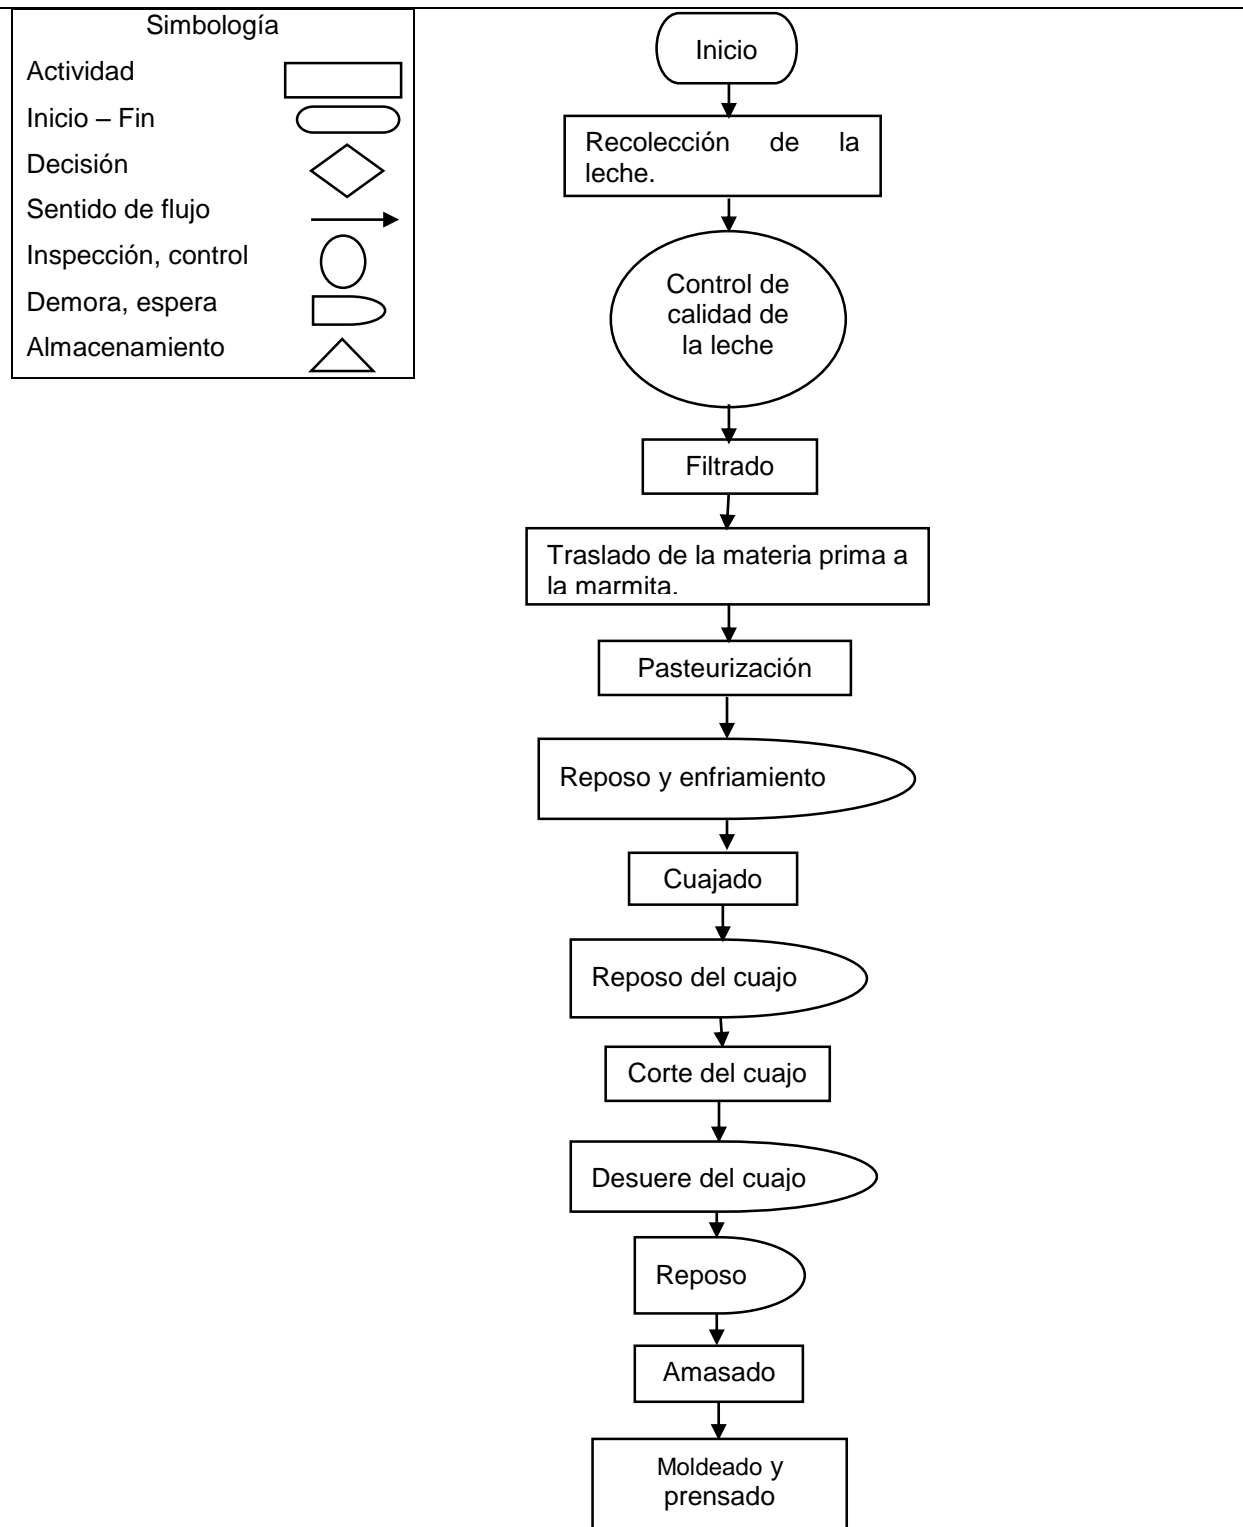 Simbología
Actividad
Inicio – Fin
Decisión
Sentido de flujo
Inspección, control
Demora, espera
Almacenamiento
Inicio
Recolección de la
leche.
Control de
calidad de
la leche
Filtrado
Traslado de la materia prima a
la marmita.
Pasteurización
Reposo y enfriamiento
Cuajado
Reposo del cuajo
Corte del cuajo
Desuere del cuajo
Reposo
Amasado
Moldeado y
prensado